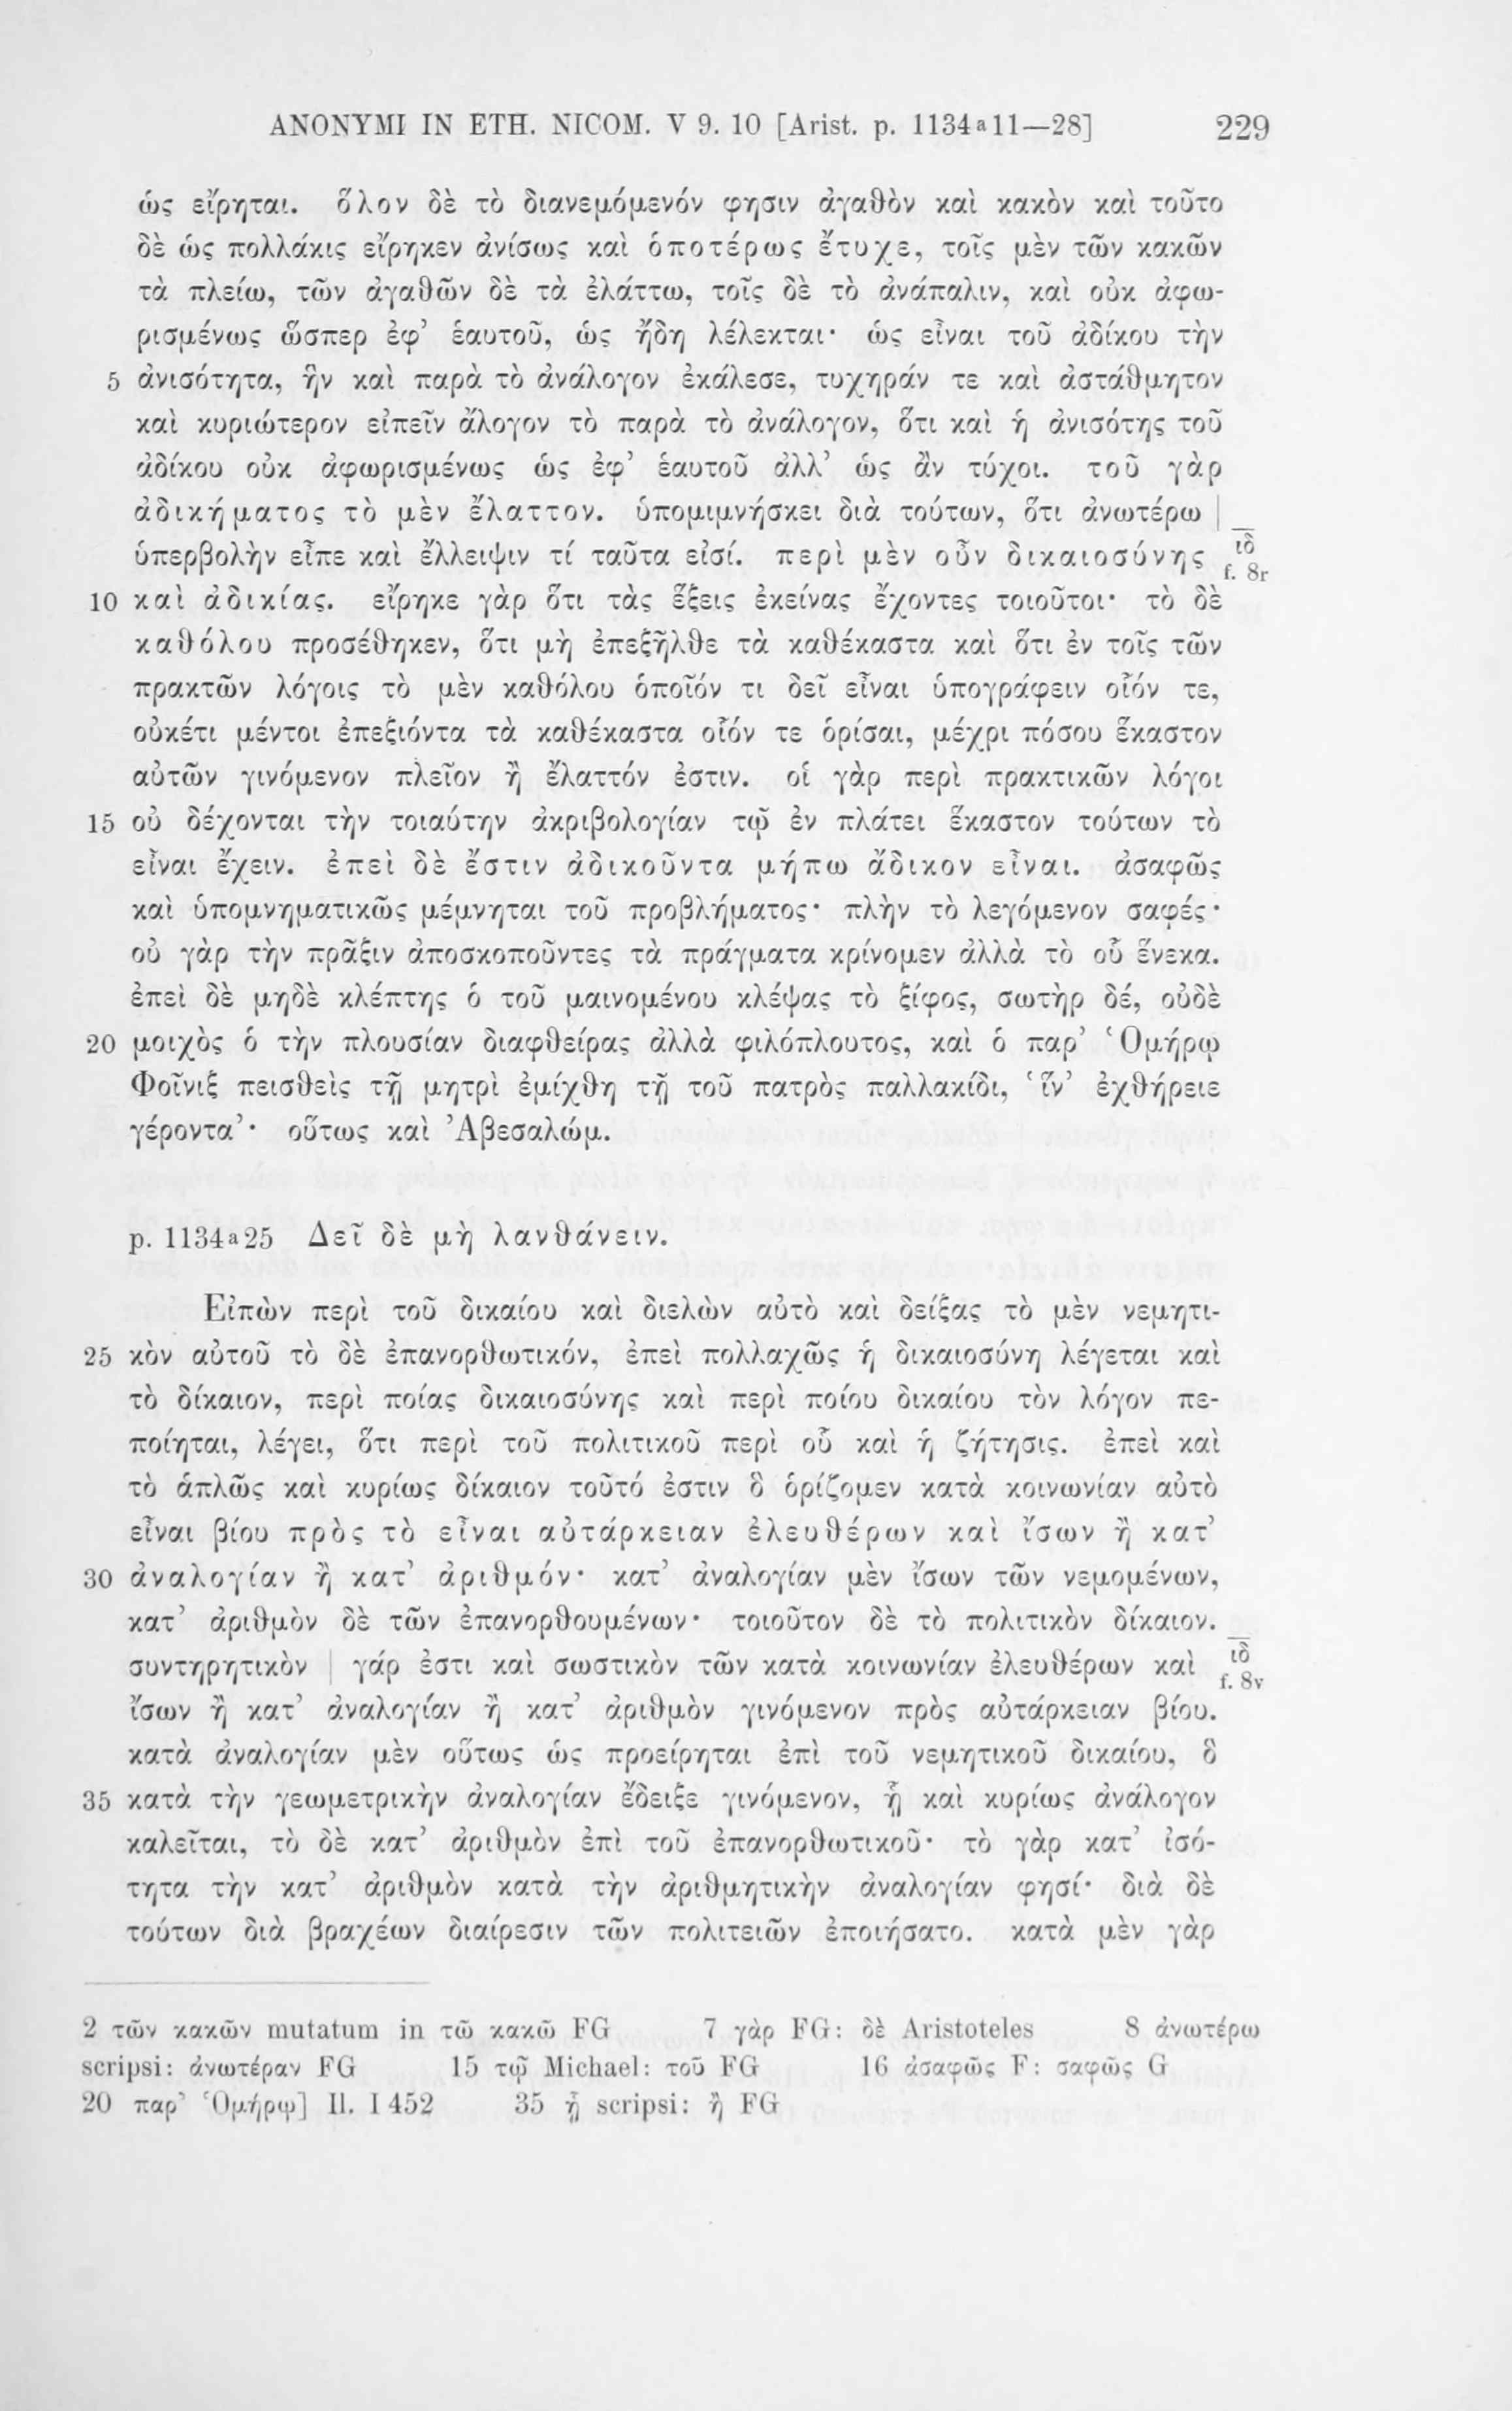 ANONYMI IN ETH. NICOM. V 9. 10 [Arist. p. 1134a11—28] 229
ὡς εἴρηται. ὅλον δὲ τὸ διανεμόμενόν φησιν ἀγαθὸν καὶ κακὸν καὶ τοῦτο
δὲ ὡς πολλάκις εἴρηκεν ἀνίσως καὶ ὁποτέρως ἔτυχε, τοῖς μὲν τῶν κακῶν
τὰ πλείω, τῶν ἀγαθῶν δὲ τὰ ἐλάττω, τοῖς δὲ τὸ ἀνάπαλιν, καὶ οὐκ ἀφω-
ρισμένως ὥσπερ ἐφ’ ἑαυτοῦ, ὡς ἤδη λέλεκται· ὡς εἶναι τοῦ ἀδίκου τὴν
5 ἀνισότητα, ἣν καὶ παρὰ τὸ ἀνάλογον ἐκάλεσε, τυχηράν τε καὶ ἀστάθμητον
καὶ κυριώτερον εἰπεῖν ἄλογον τὸ παρὰ τὸ ἀνάλογον, ὅτι καὶ ἡ ἀνισότης τοῦ
ἀδίκου οὐκ ἀφωρισμένως ὡς ἐφ’ ἑαυτοῦ ἀλλ’ ὡς ἂν τύχοι. τοῦ γὰρ
ἀδικήματος τὸ μὲν ἔλαττον. ὑπομιμνήσκει διὰ τούτων, ὅτι ἀνωτέρω |
ὑπερβολὴν εἶπε καὶ ἔλλειψιν τί ταῦτα εἰσί. περὶ μὲν οὖν δικαιοσύνης ιδ f. 8r
10 καὶ ἀδικίας. εἴρηκε γὰρ ὅτι τὰς ἕξεις ἐκείνας ἔχοντες τοιοῦτοι· τὸ δὲ
καθόλου προσέθηκεν, ὅτι μὴ ἐπεξῆλθε τὰ καθέκαστα καὶ ὅτι ἐν τοῖς τῶν
πρακτῶν λόγοις τὸ μὲν καθόλου ὁποῖόν τι δεῖ εἶναι ὑπογράφειν οἷόν τε,
οὐκέτι μέντοι ἐπεξιόντα τὰ καθέκαστα οἷόν τε ὁρίσαι, μέχρι πόσου ἕκαστον
αὐτῶν γινόμενον πλεῖον ἢ ἔλαττόν ἐστιν. οἱ γὰρ περὶ πρακτικῶν λόγοι
15 οὐ δέχονται τὴν τοιαύτην ἀκριβολογίαν τῷ ἐν πλάτει ἕκαστον τούτων τὸ
εἶναι ἔχειν. ἐπεὶ δὲ ἔστιν ἀδικοῦντα μήπω ἄδικον εἶναι. ἀσαφῶς
καὶ ὑπομνηματικῶς μέμνηται τοῦ προβλήματος· πλὴν τὸ λεγόμενον σαφές·
οὐ γὰρ τὴν πρᾶξιν ἀποσκοποῦντες τὰ πράγματα κρίνομεν ἀλλὰ τὸ οὗ ἕνεκα.
ἐπεὶ δὲ μηδὲ κλέπτης ὁ τοῦ μαινομένου κλέψας τὸ ξίφος, σωτὴρ δέ, οὐδὲ
20 μοιχὸς ὁ τὴν πλουσίαν διαφθείρας ἀλλὰ φιλόπλουτος, καὶ ὁ παρ’ Ὁμήρῳ
Φοῖνιξ πεισθεὶς τῇ μητρὶ ἐμίχθη τῇ τοῦ πατρὸς παλλακίδι, ‘ἵν’ ἐχθήρειε
γέροντα’· οὕτως καὶ Ἀβεσαλώμ.
p. 1134a25 Δεῖ δὲ μὴ λανθάνειν.
Εἰπὼν περὶ τοῦ δικαίου καὶ διελὼν αὐτὸ καὶ δείξας τὸ μὲν νεμητι-
25 κὸν αὐτοῦ τὸ δὲ ἐπανορθωτικόν, ἐπεὶ πολλαχῶς ἡ δικαιοσύνη λέγεται καὶ
τὸ δίκαιον, περὶ ποίας δικαιοσύνης καὶ περὶ ποίου δικαίου τὸν λόγον πε-
ποίηται, λέγει, ὅτι περὶ τοῦ πολιτικοῦ περὶ οὗ καὶ ἡ ζήτησις. ἐπεὶ καὶ
τὸ ἁπλῶς καὶ κυρίως δίκαιον τοῦτό ἐστιν ὃ ὁρίζομεν κατὰ κοινωνίαν αὐτὸ
εἶναι βίου πρὸς τὸ εἶναι αὐτάρκειαν ἐλευθέρων καὶ ἴσων ἢ κατ’
30 ἀναλογίαν ἢ κατ’ ἀριθμόν· κατ’ ἀναλογίαν μὲν ἴσων τῶν νεμομένων,
κατ’ ἀριθμὸν δὲ τῶν ἐπανορθουμένων· τοιοῦτον δὲ τὸ πολιτικὸν δίκαιον.
συντηρητικὸν | γάρ ἐστι καὶ σωστικὸν τῶν κατὰ κοινωνίαν ἐλευθέρων καὶ ιδ f. 8v
ἴσων ἢ κατ’ ἀναλογίαν ἢ κατ’ ἀριθμὸν γινόμενον πρὸς αὐτάρκειαν βίου.
κατὰ ἀναλογίαν μὲν οὕτως ὡς προείρηται ἐπὶ τοῦ νεμητικοῦ δικαίου, ὃ
35 κατὰ τὴν γεωμετρικὴν ἀναλογίαν ἔδειξε γινόμενον, ᾗ καὶ κυρίως ἀνάλογον
καλεῖται, τὸ δὲ κατ’ ἀριθμὸν ἐπὶ τοῦ ἐπανορθωτικοῦ· τὸ γὰρ κατ’ ἰσό-
τητα τὴν κατ’ ἀριθμὸν κατὰ τὴν ἀριθμητικὴν ἀναλογίαν φησί· διὰ δὲ
τούτων διὰ βραχέων διαίρεσιν τῶν πολιτειῶν ἐποιήσατο. κατὰ μὲν γὰρ
2 τῶν κακῶν mutatum in τῶ κακῶ FG 7 γὰρ FG: δὲ Aristoteles 8 ἀνωτέρω
scripsi: ἀνωτέραν FG 15 τῷ Michael: τοῦ FG 16 ἀσαφῶς F: σαφῶς G
20 παρ’ Ὁμήρῳ] Il. I 452 35 ᾗ scripsi: ἢ FG